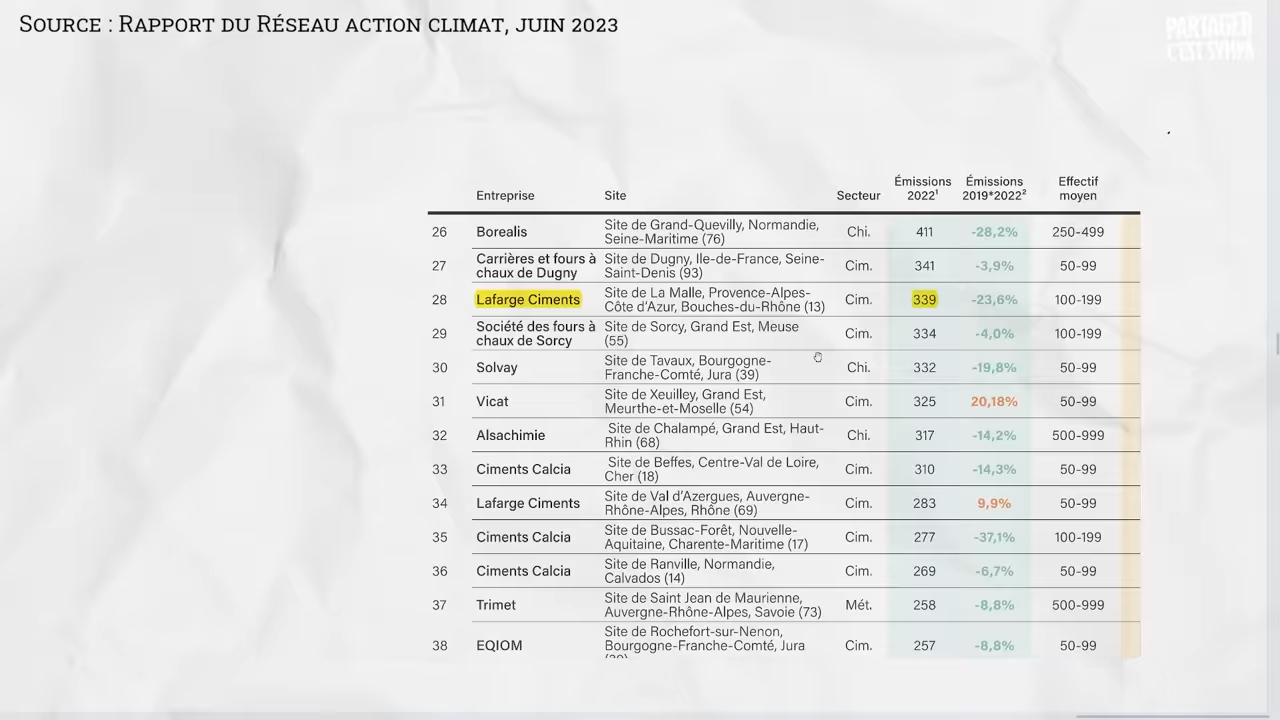 SOURCE : RAPPORT DU RÉSEAU ACTION CLIMAT, JUIN 2023
PARTAGER
C'EST SYMPA
Entreprise Site Secteur Émissions 2022¹ Émissions 2019*2022² Effectif moyen
26 Borealis Site de Grand-Quevilly, Normandie, Seine-Maritime (76) Chi. 411 -28,2% 250-499
27 Carrières et fours à chaux de Dugny Site de Dugny, Ile-de-France, Seine-Saint-Denis (93) Cim. 341 -3,9% 50-99
28 Lafarge Ciments Site de La Malle, Provence-Alpes-Côte d'Azur, Bouches-du-Rhône (13) Cim. 339 -23,6% 100-199
29 Société des fours à chaux de Sorcy Site de Sorcy, Grand Est, Meuse (55) Cim. 334 -4,0% 100-199
30 Solvay Site de Tavaux, Bourgogne-Franche-Comté, Jura (39) Chi. 332 -19,8% 50-99
31 Vicat Site de Xeuilley, Grand Est, Meurthe-et-Moselle (54) Cim. 325 20,18% 50-99
32 Alsachimie Site de Chalampé, Grand Est, Haut-Rhin (68) Chi. 317 -14,2% 500-999
33 Ciments Calcia Site de Beffes, Centre-Val de Loire, Cher (18) Cim. 310 -14,3% 50-99
34 Lafarge Ciments Site de Val d'Azergues, Auvergne-Rhône-Alpes, Rhône (69) Cim. 283 9,9% 50-99
35 Ciments Calcia Site de Bussac-Forêt, Nouvelle-Aquitaine, Charente-Maritime (17) Cim. 277 -37,1% 100-199
36 Ciments Calcia Site de Ranville, Normandie, Calvados (14) Cim. 269 -6,7% 50-99
37 Trimet Site de Saint Jean de Maurienne, Auvergne-Rhône-Alpes, Savoie (73) Mét. 258 -8,8% 500-999
38 EQIOM Site de Rochefort-sur-Nenon, Bourgogne-Franche-Comté, Jura Cim. 257 -8,8% 50-99